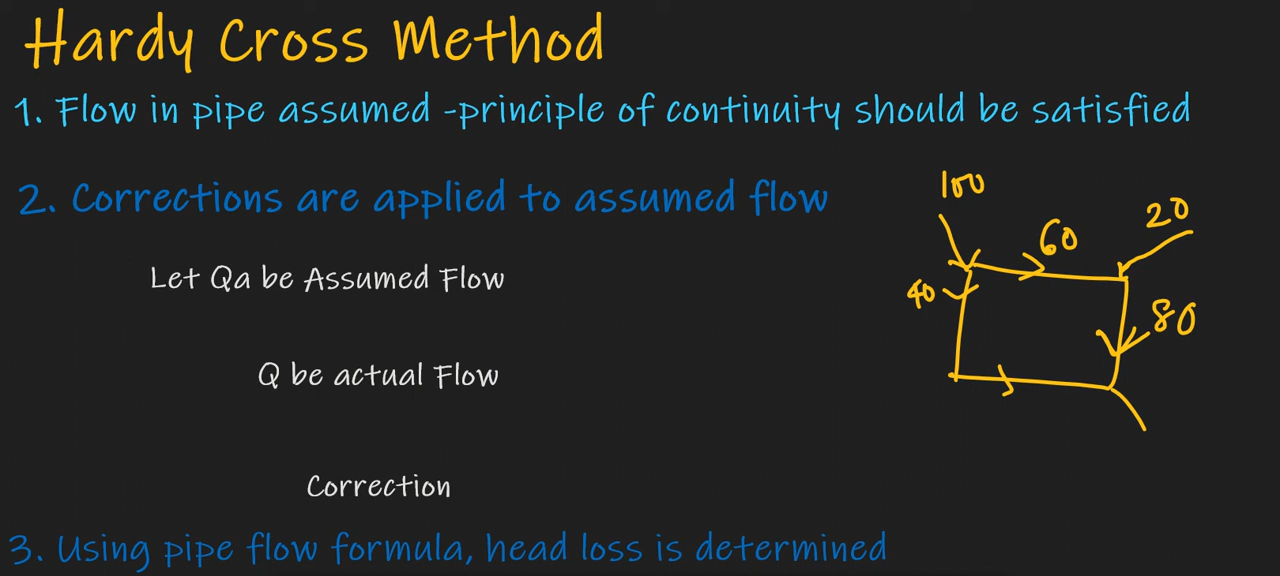 Hardy Cross Method
1. Flow in pipe assumed -principle of continuity should be satisfied
2. Corrections are applied to assumed flow
100
20
60
Let Qa be Assumed Flow
40
80
Q be actual Flow
Correction
3. Using pipe flow formula, head loss is determined